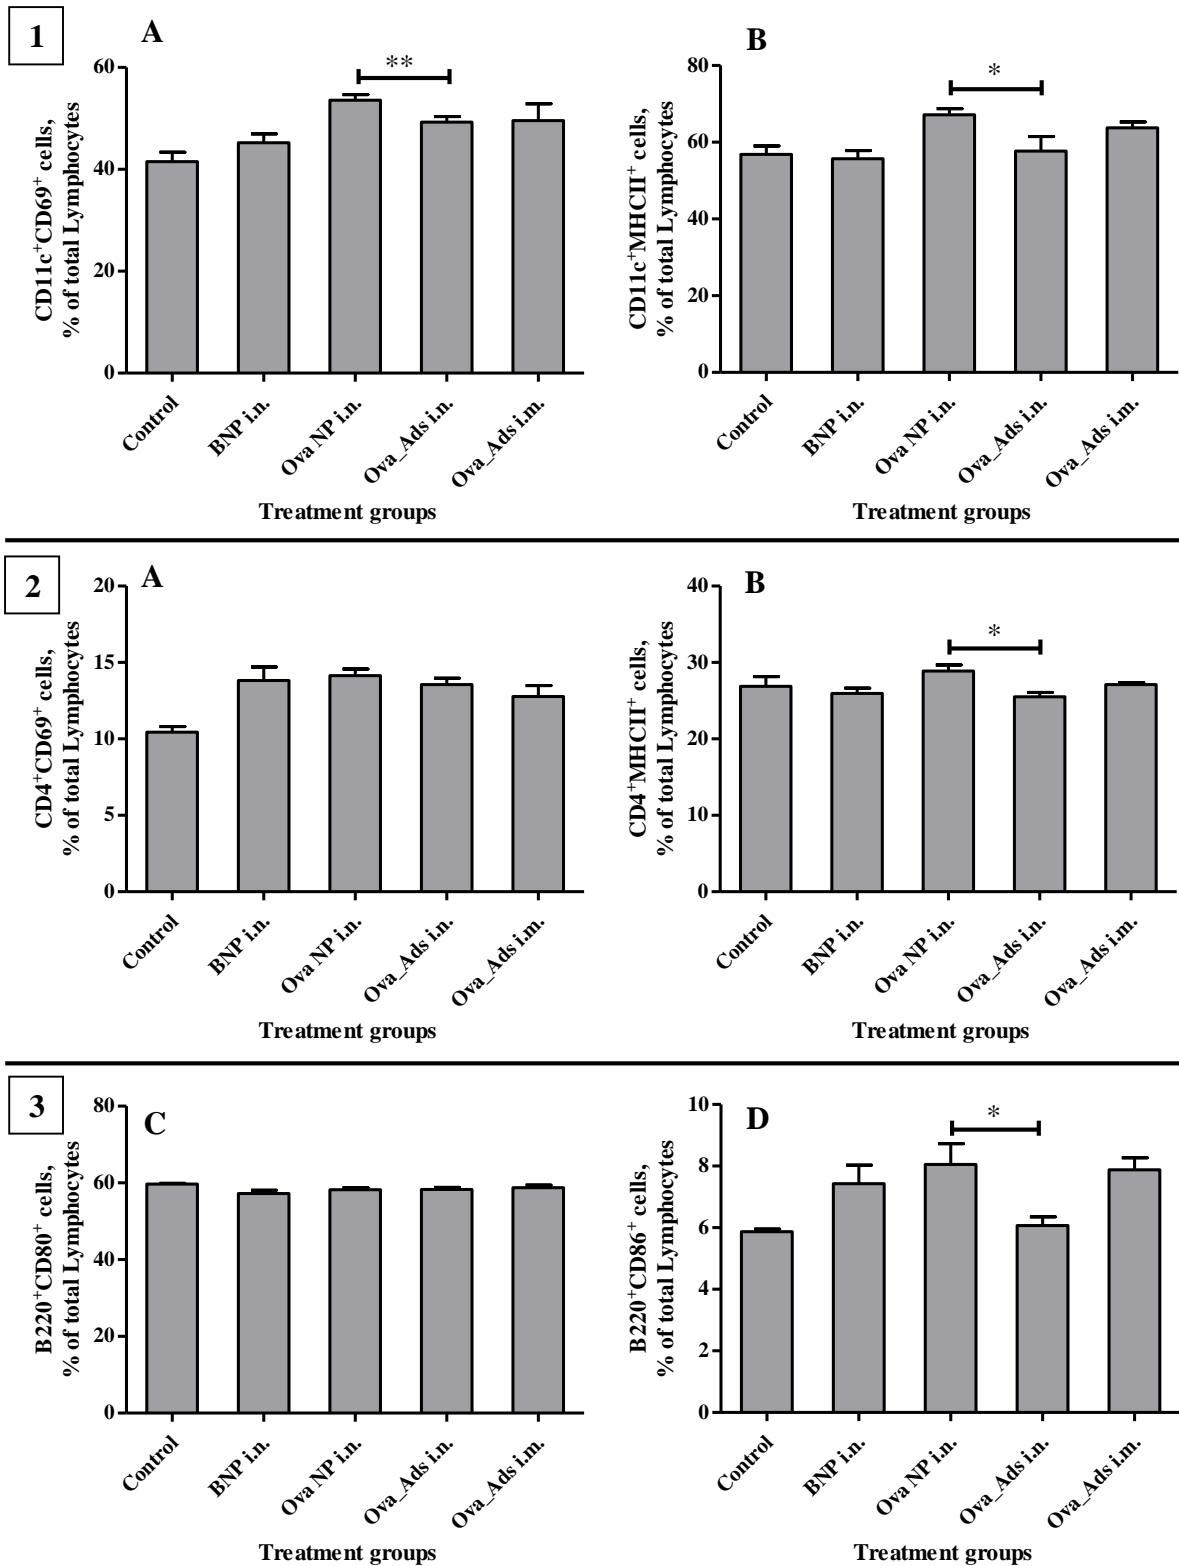 1
A
CD11c⁺CD69⁺ cells,
% of total Lymphocytes
60
40
20
0
**
Control
BNP i.n.
Ova NP i.n.
Ova_Ads i.n.
Ova_Ads i.m.
Treatment groups
B
CD11c⁺MHCII⁺ cells,
% of total Lymphocytes
80
60
40
20
0
*
Control
BNP i.n.
Ova NP i.n.
Ova_Ads i.n.
Ova_Ads i.m.
Treatment groups
2
A
CD4⁺CD69⁺ cells,
% of total Lymphocytes
20
15
10
5
0
Control
BNP i.n.
Ova NP i.n.
Ova_Ads i.n.
Ova_Ads i.m.
Treatment groups
B
CD4⁺MHCII⁺ cells,
% of total Lymphocytes
40
30
20
10
0
*
Control
BNP i.n.
Ova NP i.n.
Ova_Ads i.n.
Ova_Ads i.m.
Treatment groups
3
C
B220⁺CD80⁺ cells,
% of total Lymphocytes
80
60
40
20
0
Control
BNP i.n.
Ova NP i.n.
Ova_Ads i.n.
Ova_Ads i.m.
Treatment groups
D
B220⁺CD86⁺ cells,
% of total Lymphocytes
10
8
6
4
2
0
*
Control
BNP i.n.
Ova NP i.n.
Ova_Ads i.n.
Ova_Ads i.m.
Treatment groups